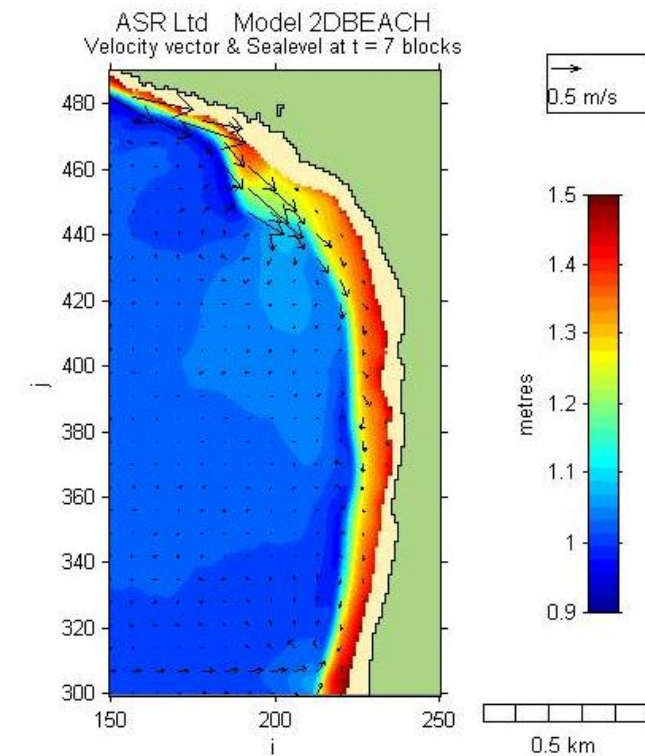 ASR Ltd Model 2DBEACH
Velocity vector & Sealevel at t = 7 blocks
0.5 m/s
480
460
440
420
400
380
360
340
320
300
j
150
200
250
i
1.5
1.4
1.3
1.2
1.1
1
0.9
metres
0.5 km